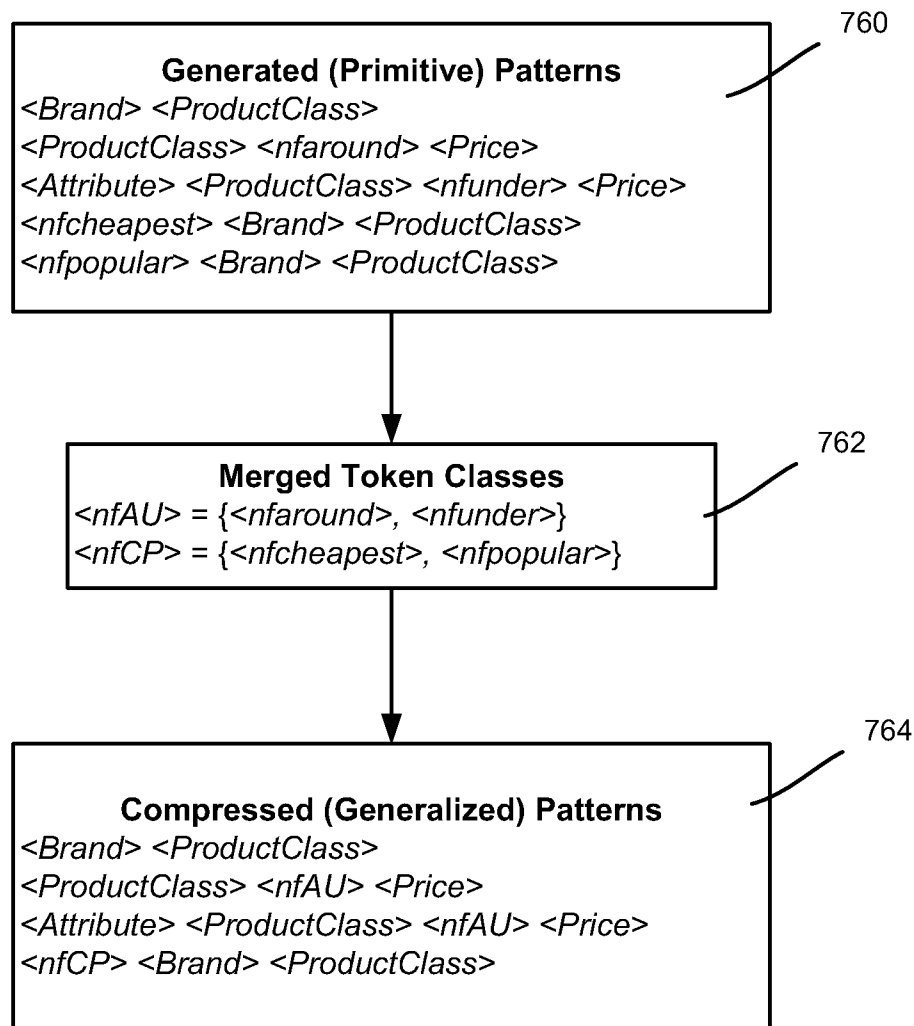 760
Generated (Primitive) Patterns
<Brand> <ProductClass>
<ProductClass> <nfaround> <Price>
<Attribute> <ProductClass> <nfunder> <Price>
<nfcheapest> <Brand> <ProductClass>
<nfpopular> <Brand> <ProductClass>
762
Merged Token Classes
<nfAU> = {<nfaround>, <nfunder>}
<nfCP> = {<nfcheapest>, <nfpopular>}
764
Compressed (Generalized) Patterns
<Brand> <ProductClass>
<ProductClass> <nfAU> <Price>
<Attribute> <ProductClass> <nfAU> <Price>
<nfCP> <Brand> <ProductClass>